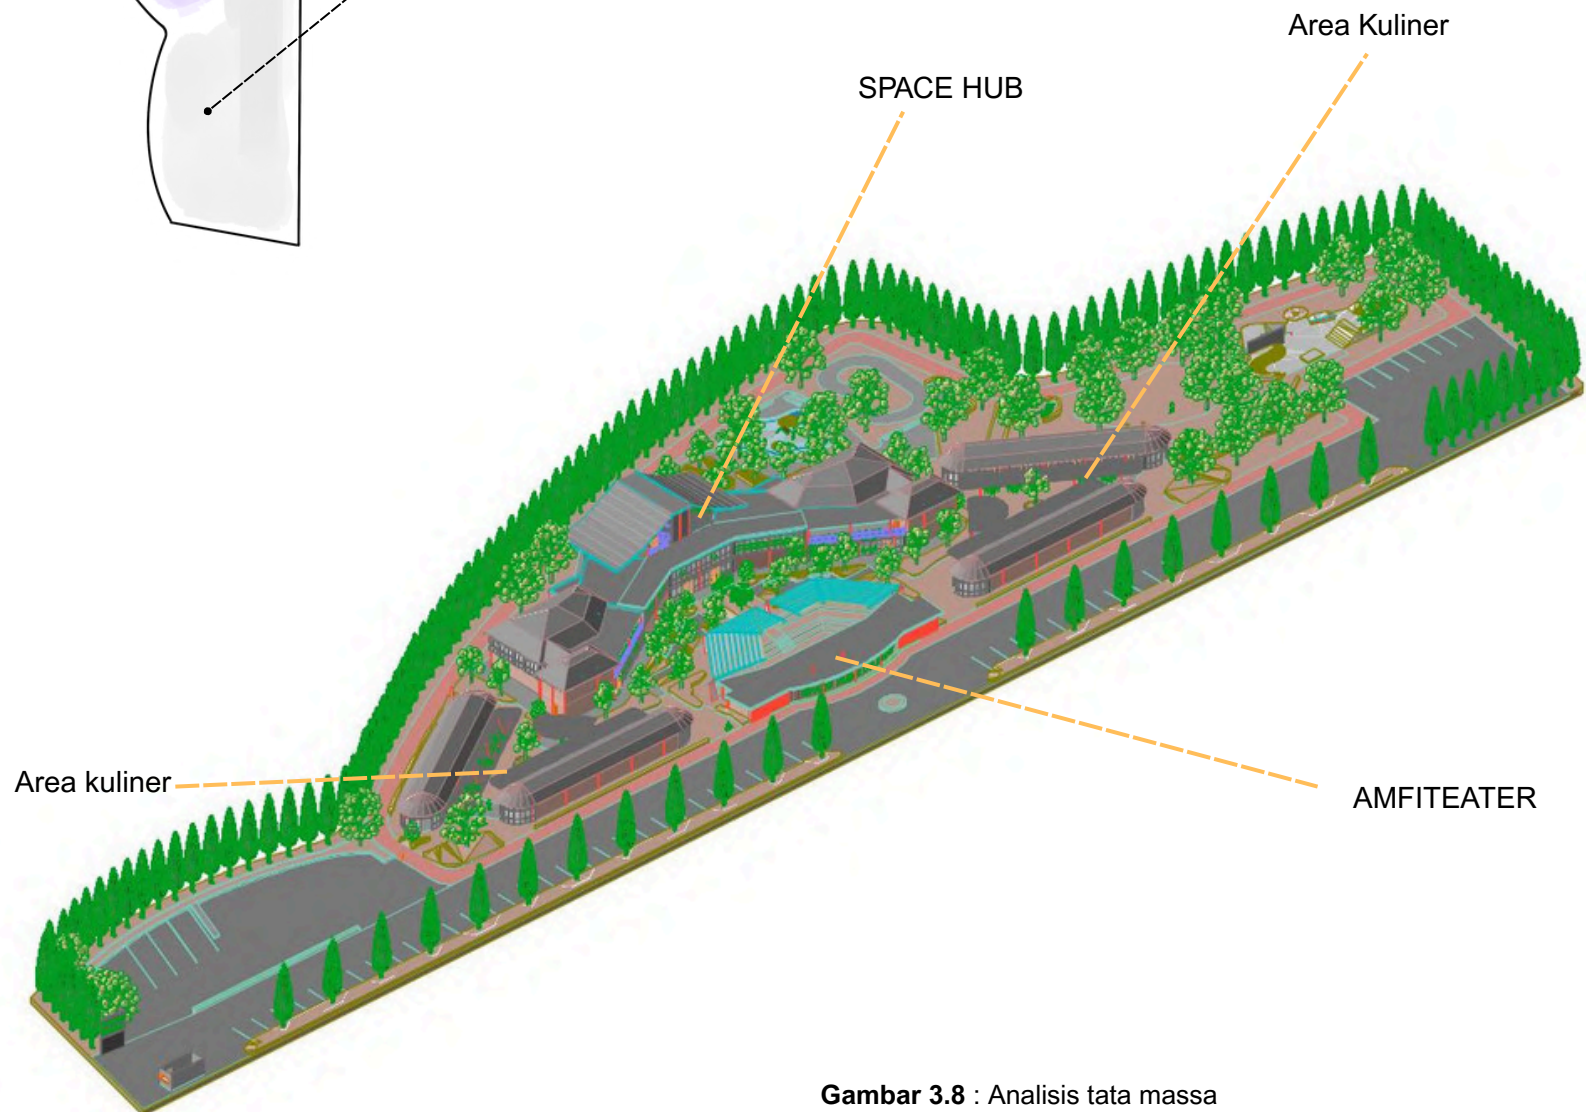 Area Kuliner
SPACE HUB
Area kuliner
AMFITEATER
Gambar 3.8 : Analisis tata massa